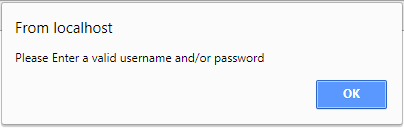 From localhost
Please Enter a valid username and/or password
OK